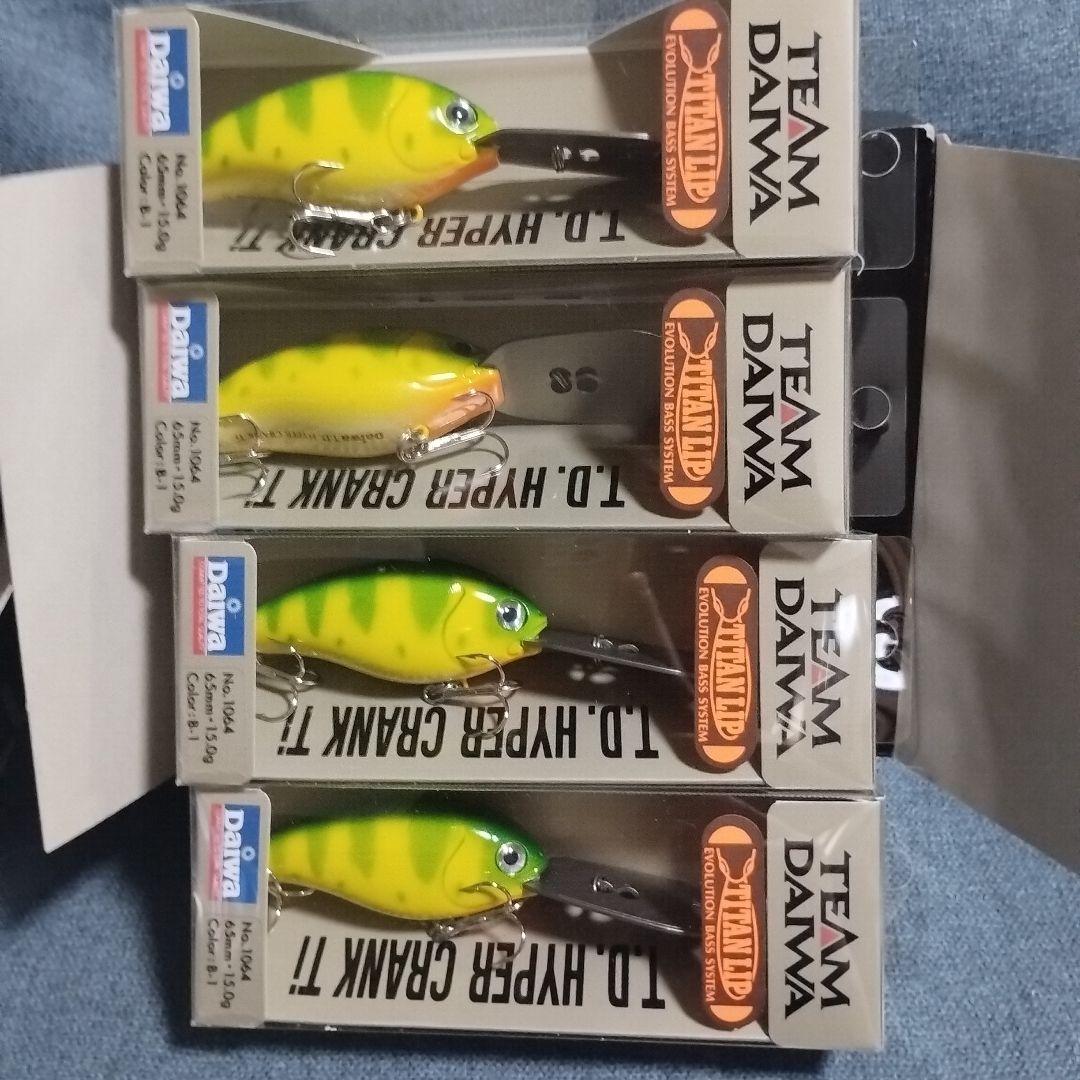 Daiwa
No.1064
65mm・15.0g
Color:B-1
T.D. HYPER CRANK Ti
TITAN LIP
EVOLUTION BASS SYSTEM
TEAM
DAIWA
Daiwa
No.1064
65mm・15.0g
Color:B-1
T.D. HYPER CRANK Ti
TITAN LIP
EVOLUTION BASS SYSTEM
TEAM
DAIWA
Daiwa
No.1064
65mm・15.0g
Color:B-1
T.D. HYPER CRANK Ti
TITAN LIP
EVOLUTION BASS SYSTEM
TEAM
DAIWA
Daiwa
No.1064
65mm・15.0g
Color:B-1
T.D. HYPER CRANK Ti
TITAN LIP
EVOLUTION BASS SYSTEM
TEAM
DAIWA